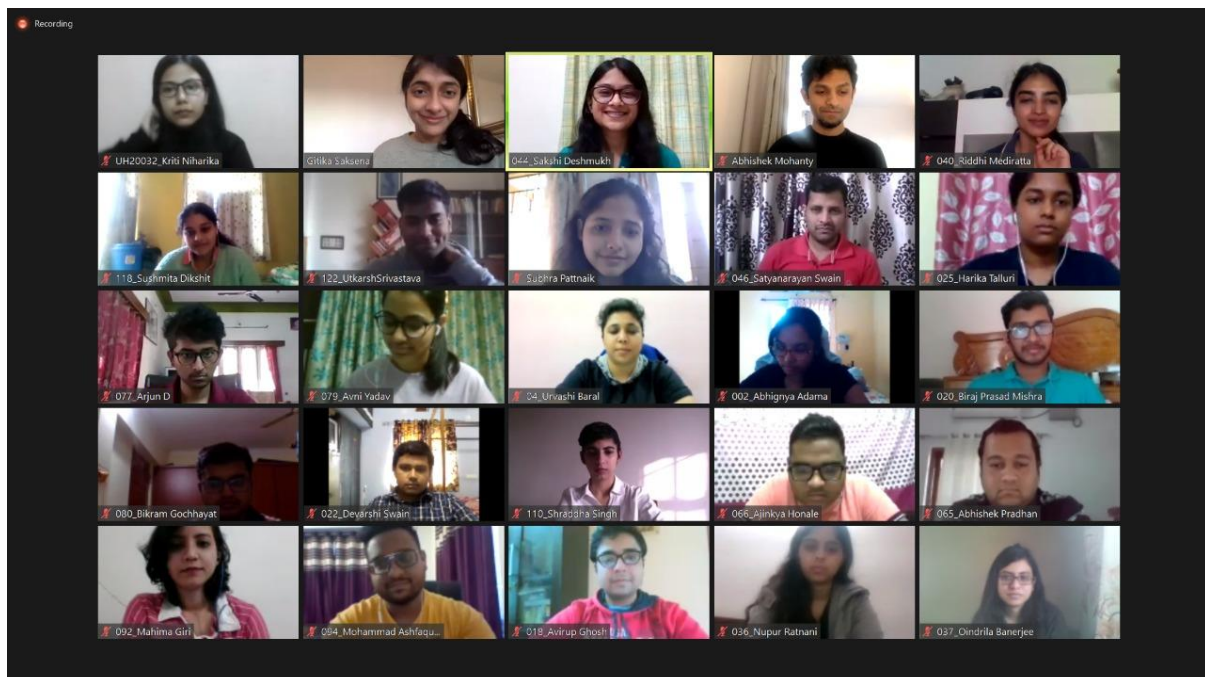 Recording
UH20032_Kriti Niharika
Gitika Saksena
044_Sakshi Deshmukh
Abhishek Mohanty
040_Riddhi Mediratta
118_Sushmita Dikshit
122_UtkarshSrivastava
Subhra Pattnaik
046_Satyanarayan Swain
025_Harika Talluri
077_Arjun D
079_Avni Yadav
04_Urvashi Baral
002_Abhignya Adama
020_Biraj Prasad Mishra
080_Bikram Gochhayat
022_Devarshi Swain
110_Shraddha Singh
066_Ajinkya Honale
065_Abhishek Pradhan
092_Mahima Giri
094_Mohammad Ashfaqu...
018_Avirup Ghosh
036_Nupur Ratnani
037_Oindrila Banerjee